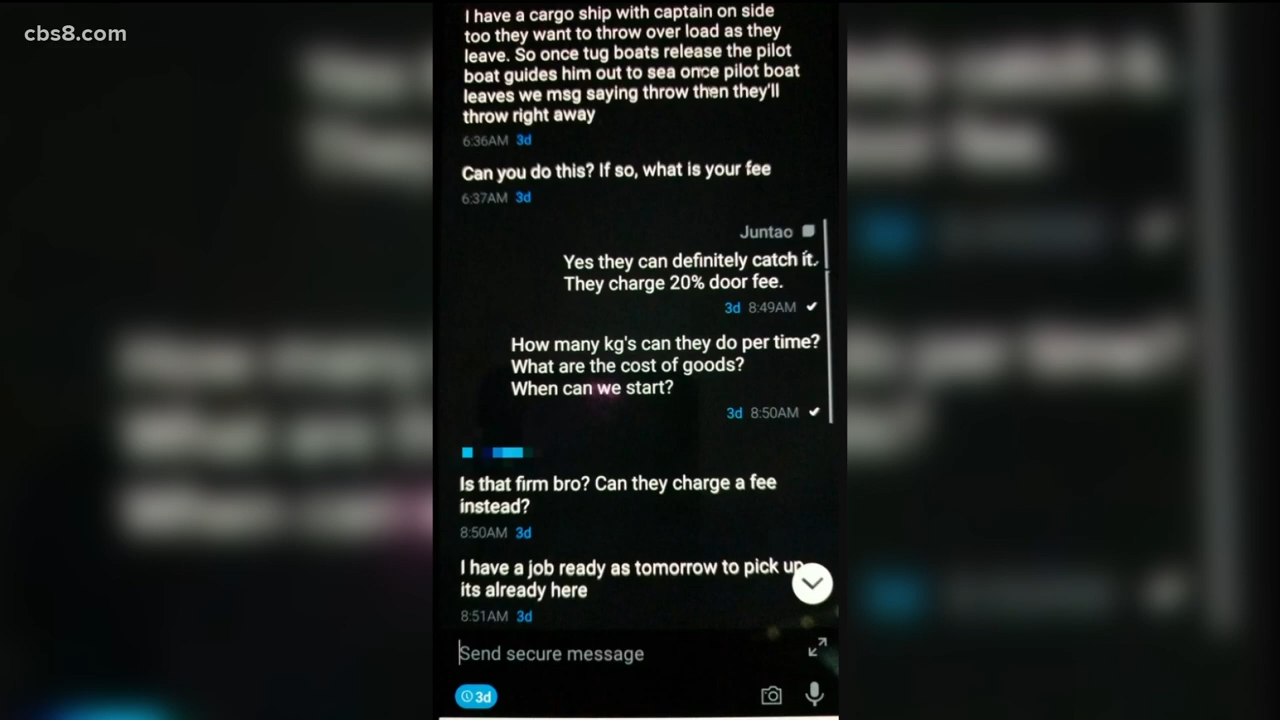 cbs8.com
I have a cargo ship with captain on side
too they want to throw over load as they
leave. So once tug boats release the pilot
boat guides him out to sea once pilot boat
leaves we msg saying throw then they'll
throw right away
6:36AM 3d
Can you do this? If so, what is your fee
6:37AM 3d
Juntao
Yes they can definitely catch it.
They charge 20% door fee.
3d 8:49AM
How many kg's can they do per time?
What are the cost of goods?
When can we start?
3d 8:50AM
Is that firm bro? Can they charge a fee
instead?
8:50AM 3d
I have a job ready as tomorrow to pick up
its already here
8:51AM 3d
Send secure message
3d